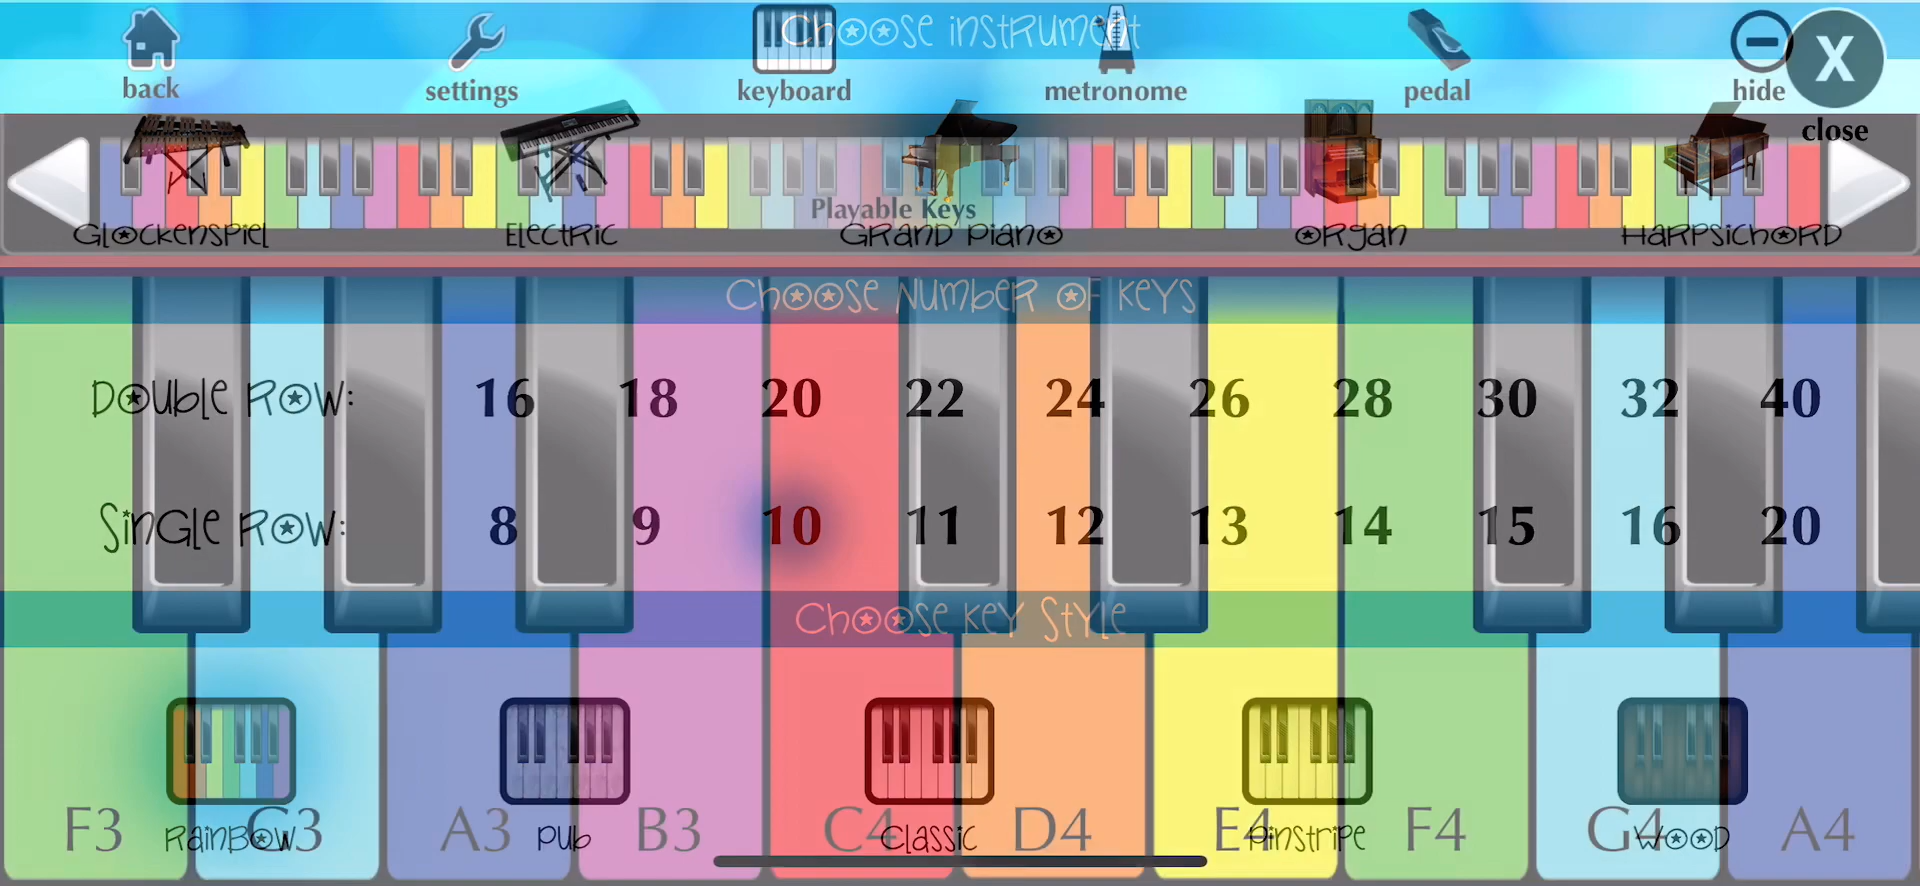 Choose instrument
back settings keyboard metronome pedal hide X
close
Playable Keys
Glockenspiel Electric Grand Piano Organ Harpsichord
Choose Number of Keys
Double Row: 16 18 20 22 24 26 28 30 32 40
Single Row: 8 9 10 11 12 13 14 15 16 20
Choose Key Style
F3 G3 A3 B3 C4 D4 E4 F4 G4 A4
Rainbow Pub Classic Pinstripe Wood